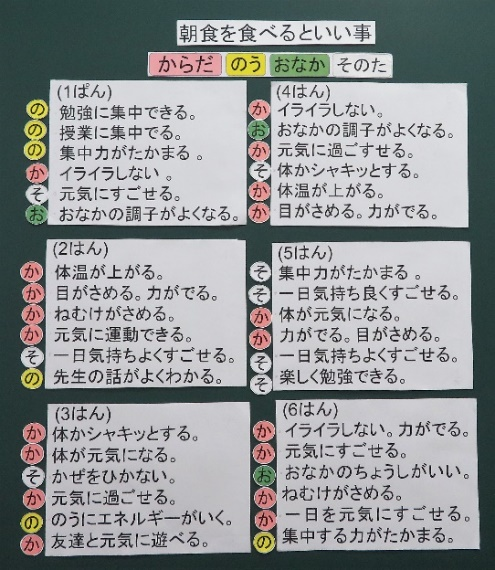 朝食を食べるといい事
からだ のう おなか そのた
(1ぱん)
の 勉強に集中できる。
の 授業に集中でる。
の 集中力がたかまる 。
か イライラしない 。
そ 元気にすごせる。
お おなかの調子がよくなる。
(2はん)
か 体温が上がる。
か 目がさめる。力がでる。
か ねむけがさめる。
か 元気に運動できる。
そ 一日気持ちよくすごせる。
の 先生の話がよくわかる。
(3はん)
か 体がシャキッとする。
か 体が元気になる。
そ かぜをひかない。
か 元気に過ごせる。
の のうにエネルギーがいく。
か 友達と元気に遊べる。
(4はん)
か イライラしない。
お おなかの調子がよくなる。
か 元気に過ごすせる。
そ 体かシャキッとする。
か 体温が上がる。
か 目がさめる。力がでる。
(5はん)
そ 集中力がたかまる 。
そ 一日気持ち良くすごせる。
か 体が元気になる。
か 力がでる。目がさめる。
そ 一日気持ちよくすごせる。
そ 楽しく勉強できる。
(6はん)
か イライラしない。力がでる。
か 元気にすごせる。
お おなかのちょうしがいい。
か ねむけがさめる。
か 一日を元気にすごせる。
の 集中する力がたかまる。